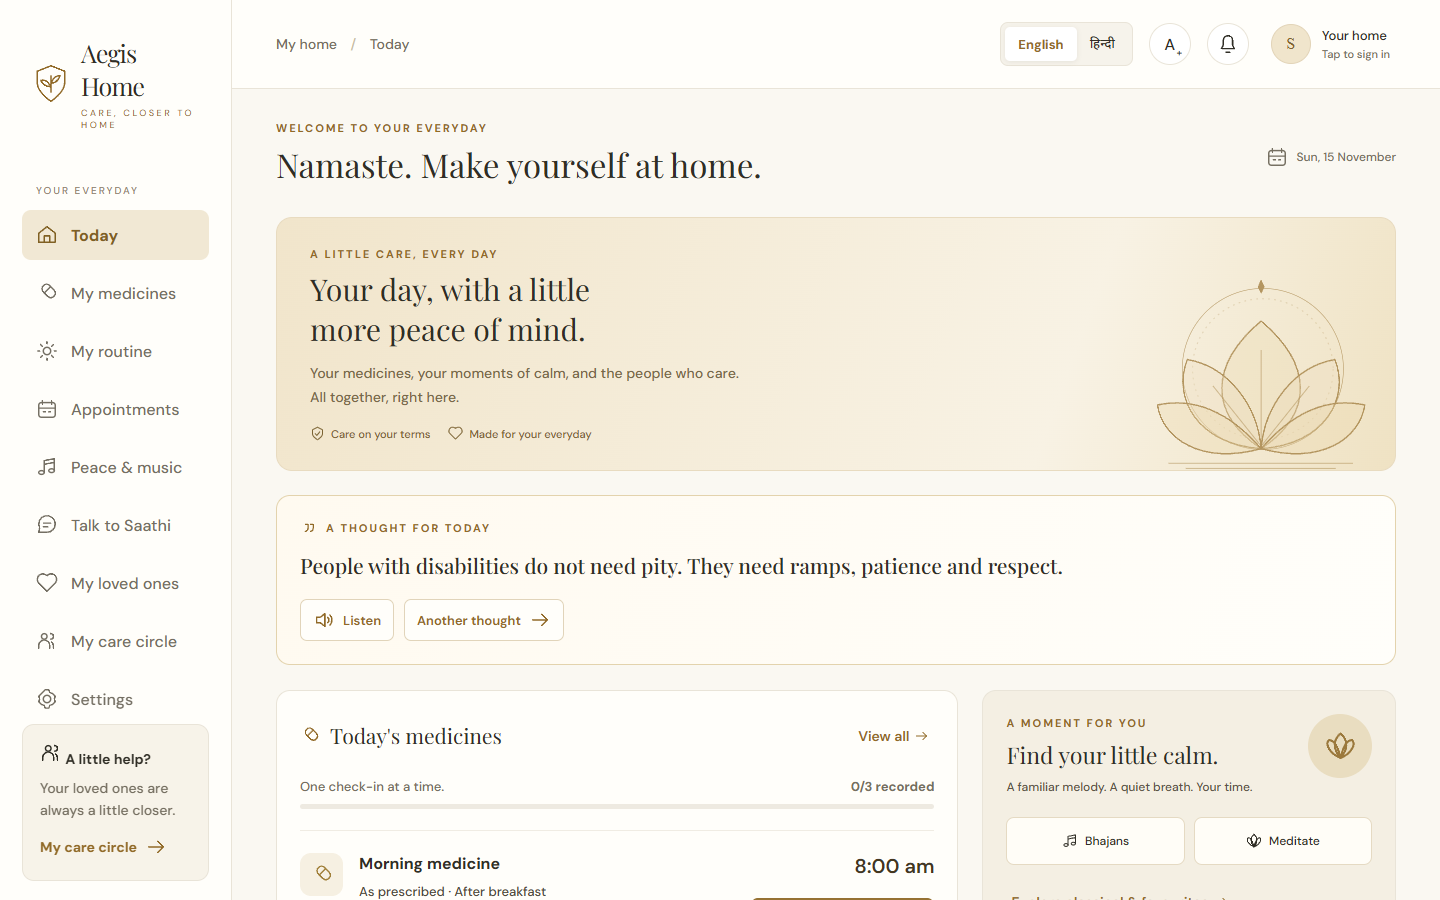 Aegis
Home
CARE, CLOSER TO
HOME
YOUR EVERYDAY
Today
My medicines
My routine
Appointments
Peace & music
Talk to Saathi
My loved ones
My care circle
Settings
A little help?
Your loved ones are
always a little closer.
My care circle
My home / Today
English
हिन्दी
A+
S
Your home
Tap to sign in
WELCOME TO YOUR EVERYDAY
Namaste. Make yourself at home.
Sun, 15 November
A LITTLE CARE, EVERY DAY
Your day, with a little
more peace of mind.
Your medicines, your moments of calm, and the people who care.
All together, right here.
Care on your terms
Made for your everyday
A THOUGHT FOR TODAY
People with disabilities do not need pity. They need ramps, patience and respect.
Listen
Another thought
Today's medicines
View all
One check-in at a time.
0/3 recorded
Morning medicine
8:00 am
As prescribed · After breakfast
A MOMENT FOR YOU
Find your little calm.
A familiar melody. A quiet breath. Your time.
Bhajans
Meditate